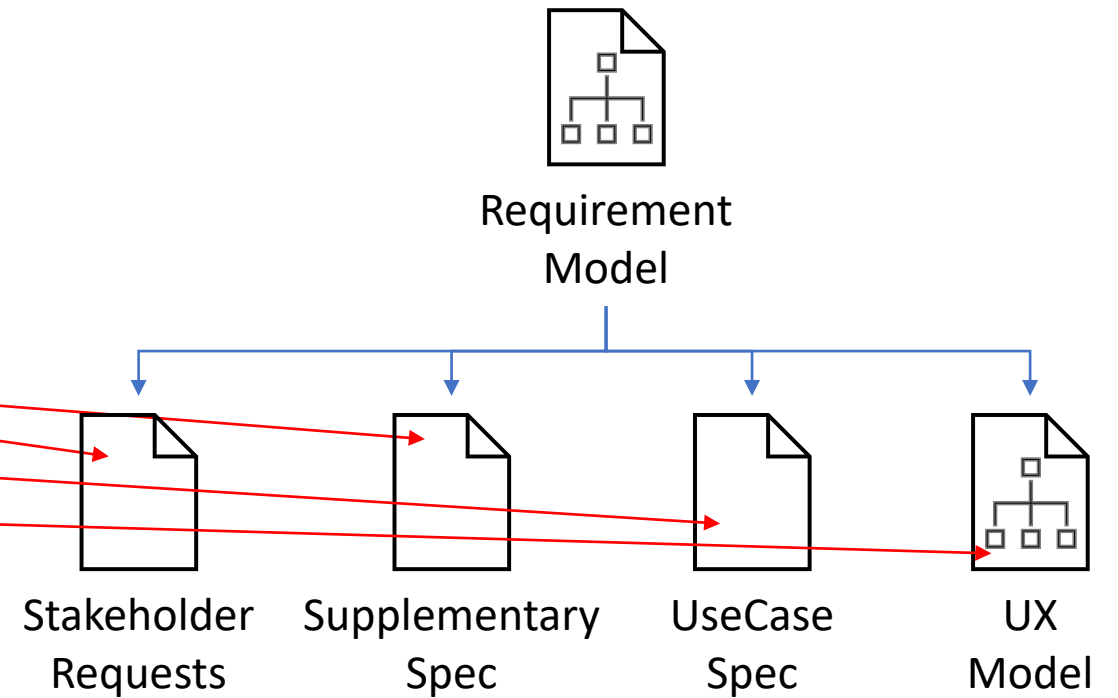 Requirement
Model
Stakeholder
Requests
Supplementary
Spec
UseCase
Spec
UX
Model